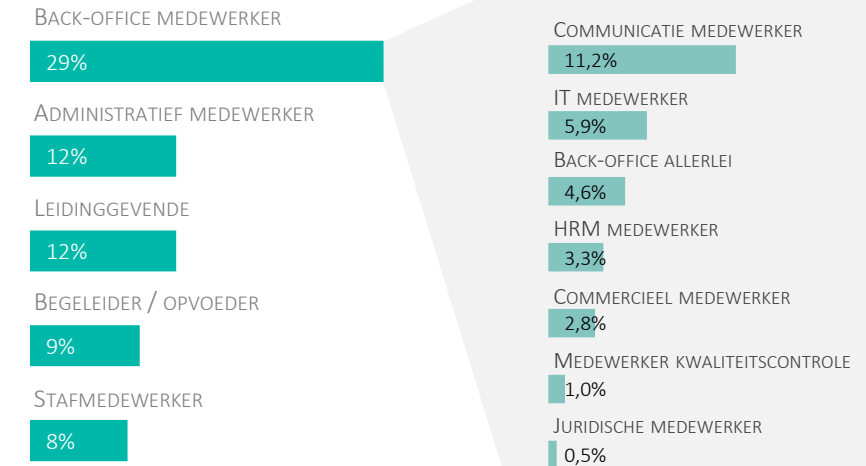 Back-office medewerker
29%
Administratief medewerker
12%
Leidinggevende
12%
Begeleider / opvoeder
9%
Stafmedewerker
8%
Communicatie medewerker
11,2%
IT medewerker
5,9%
Back-office allerlei
4,6%
HRM medewerker
3,3%
Commercieel medewerker
2,8%
Medewerker kwaliteitscontrole
1,0%
Juridische medewerker
0,5%